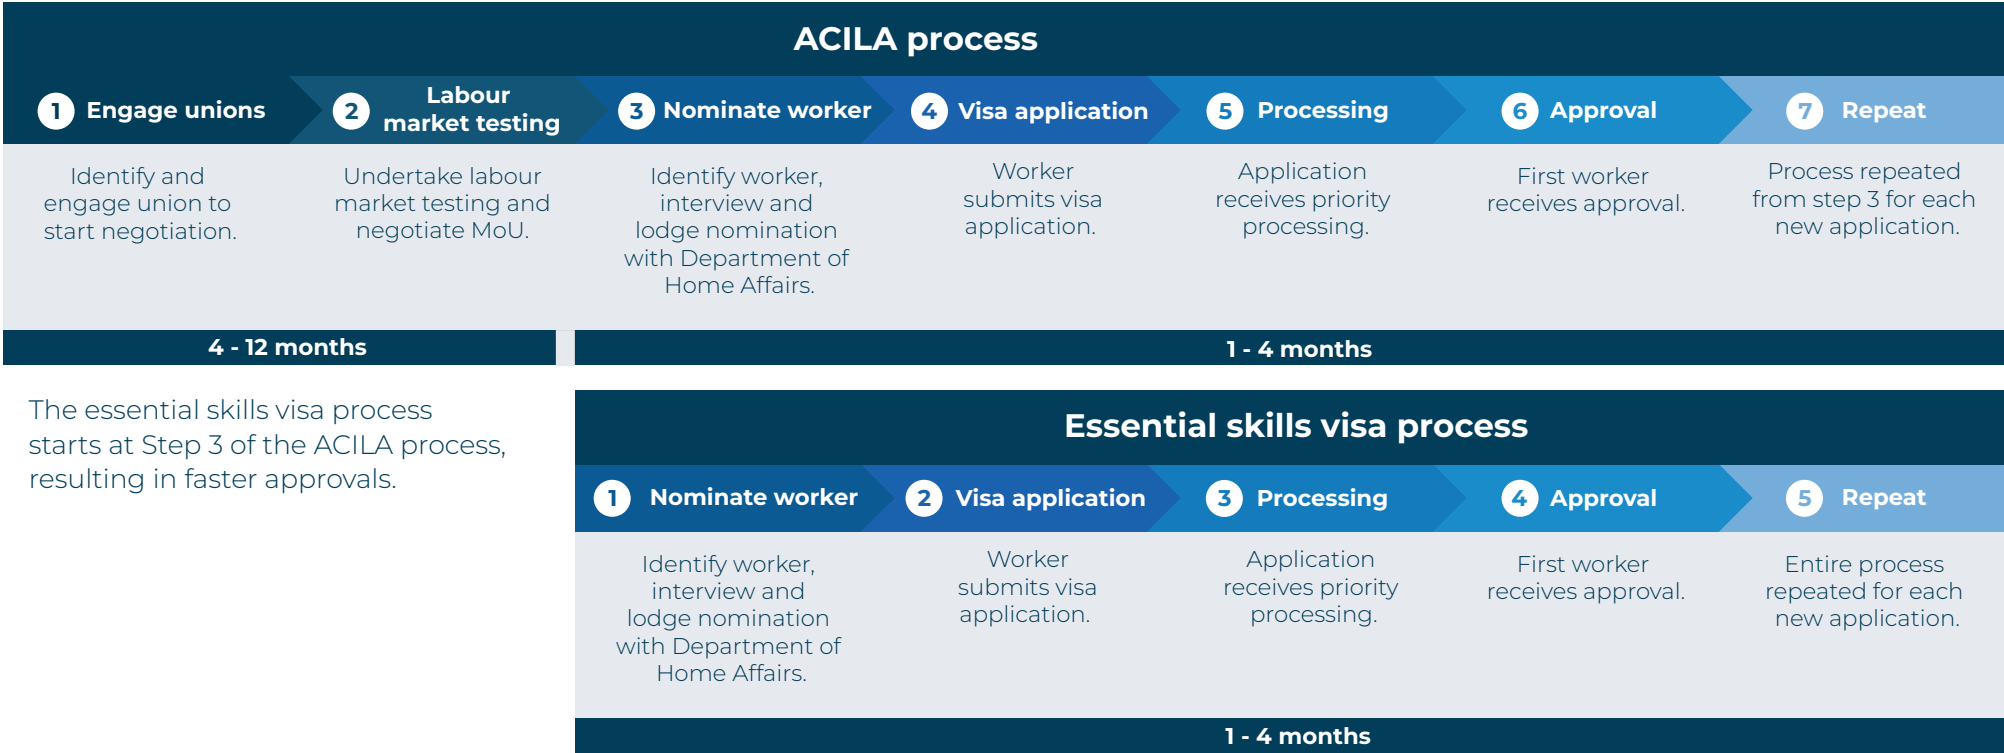 ACILA process
1 Engage unions
2 Labour
market testing
3 Nominate worker
4 Visa application
5 Processing
6 Approval
7 Repeat
Identify and
engage union to
start negotiation.
Undertake labour
market testing and
negotiate MoU.
Identify worker,
interview and
lodge nomination
with Department of
Home Affairs.
Worker
submits visa
application.
Application
receives priority
processing.
First worker
receives approval.
Process repeated
from step 3 for each
new application.
4 - 12 months
1 - 4 months
The essential skills visa process
starts at Step 3 of the ACILA process,
resulting in faster approvals.
Essential skills visa process
1 Nominate worker
2 Visa application
3 Processing
4 Approval
5 Repeat
Identify worker,
interview and
lodge nomination
with Department of
Home Affairs.
Worker
submits visa
application.
Application
receives priority
processing.
First worker
receives approval.
Entire process
repeated for each
new application.
1 - 4 months